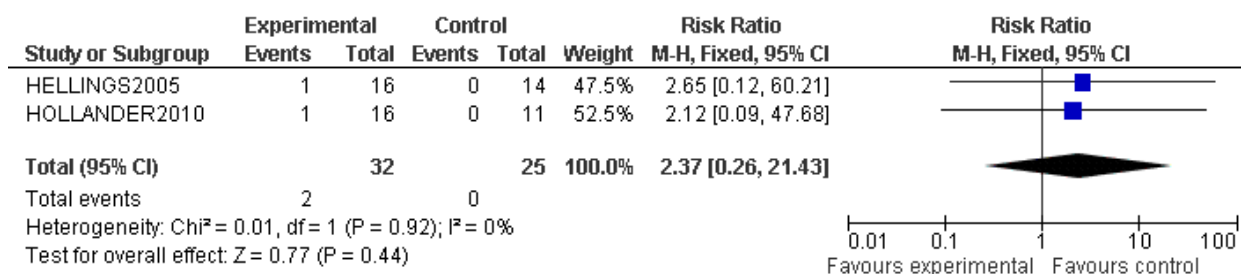 Experimental Control Risk Ratio Risk Ratio
Study or Subgroup Events Total Events Total Weight M-H, Fixed, 95% CI M-H, Fixed, 95% CI
HELLINGS2005 1 16 0 14 47.5% 2.65 [0.12, 60.21]
HOLLANDER2010 1 16 0 11 52.5% 2.12 [0.09, 47.68]
Total (95% CI) 32 25 100.0% 2.37 [0.26, 21.43]
Total events 2 0
Heterogeneity: Chi² = 0.01, df = 1 (P = 0.92); I² = 0%
Test for overall effect: Z = 0.77 (P = 0.44)
0.01 0.1 1 10 100
Favours experimental Favours control